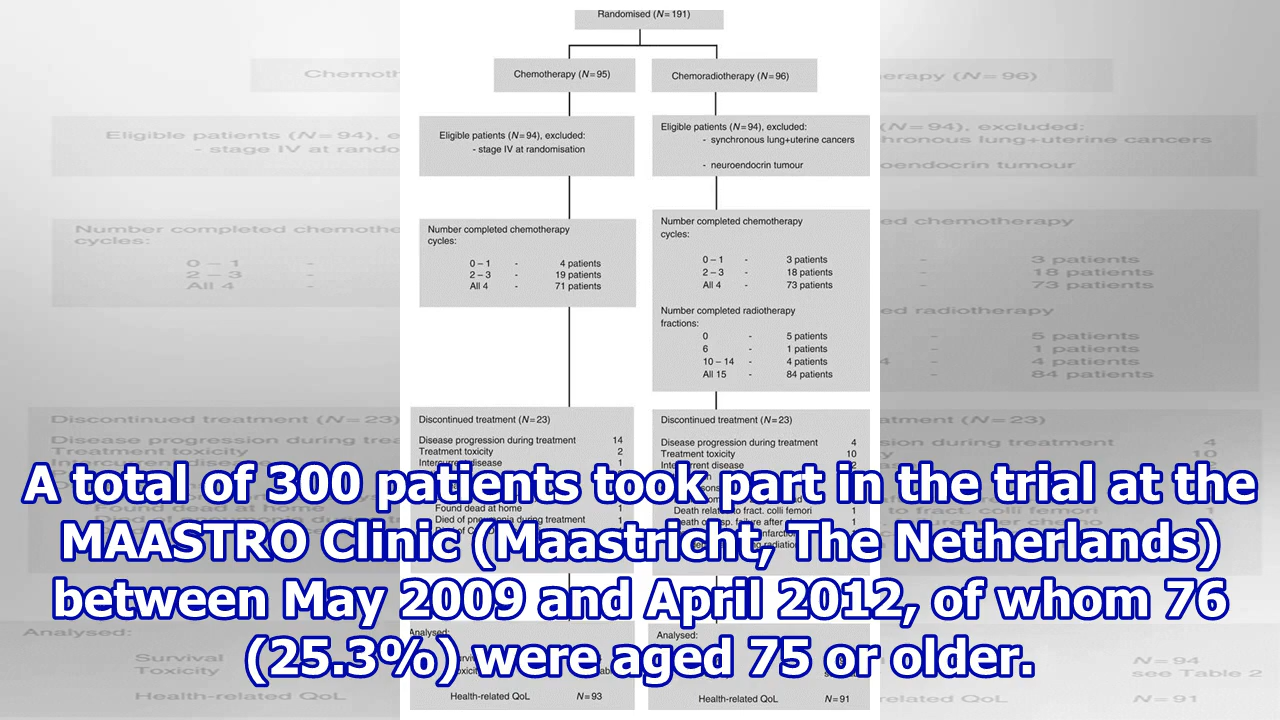 Randomised (N=191)
Chemotherapy (N=95)
Chemoradiotherapy (N=96)
Eligible patients (N=94), excluded:
- stage IV at randomisation
Eligible patients (N=94), excluded:
- synchronous lung+uterine cancers
- neuroendocrin tumour
Number completed chemotherapy
cycles:
0–1 - 4 patients
2–3 - 19 patients
All 4 - 71 patients
Number completed chemotherapy
cycles:
0–1 - 3 patients
2–3 - 18 patients
All 4 - 73 patients
Number completed radiotherapy
fractions:
0 - 5 patients
6 - 1 patients
10–14 - 4 patients
All 15 - 84 patients
Discontinued treatment (N=23)
Disease progression during treatment 14
Treatment toxicity 2
Intercurrent disease 1
Found dead at home 1
Died of pneumonia during treatment 1
Discontinued treatment (N=23)
Disease progression during treatment 4
Treatment toxicity 10
Intercurrent disease 2
Death related to fract. colli femori 1
A total of 300 patients took part in the trial at the
MAASTRO Clinic (Maastricht, The Netherlands)
between May 2009 and April 2012, of whom 76
(25.3%) were aged 75 or older.
Analysed:
Health-related QoL N=93
Analysed:
Health-related QoL N=91